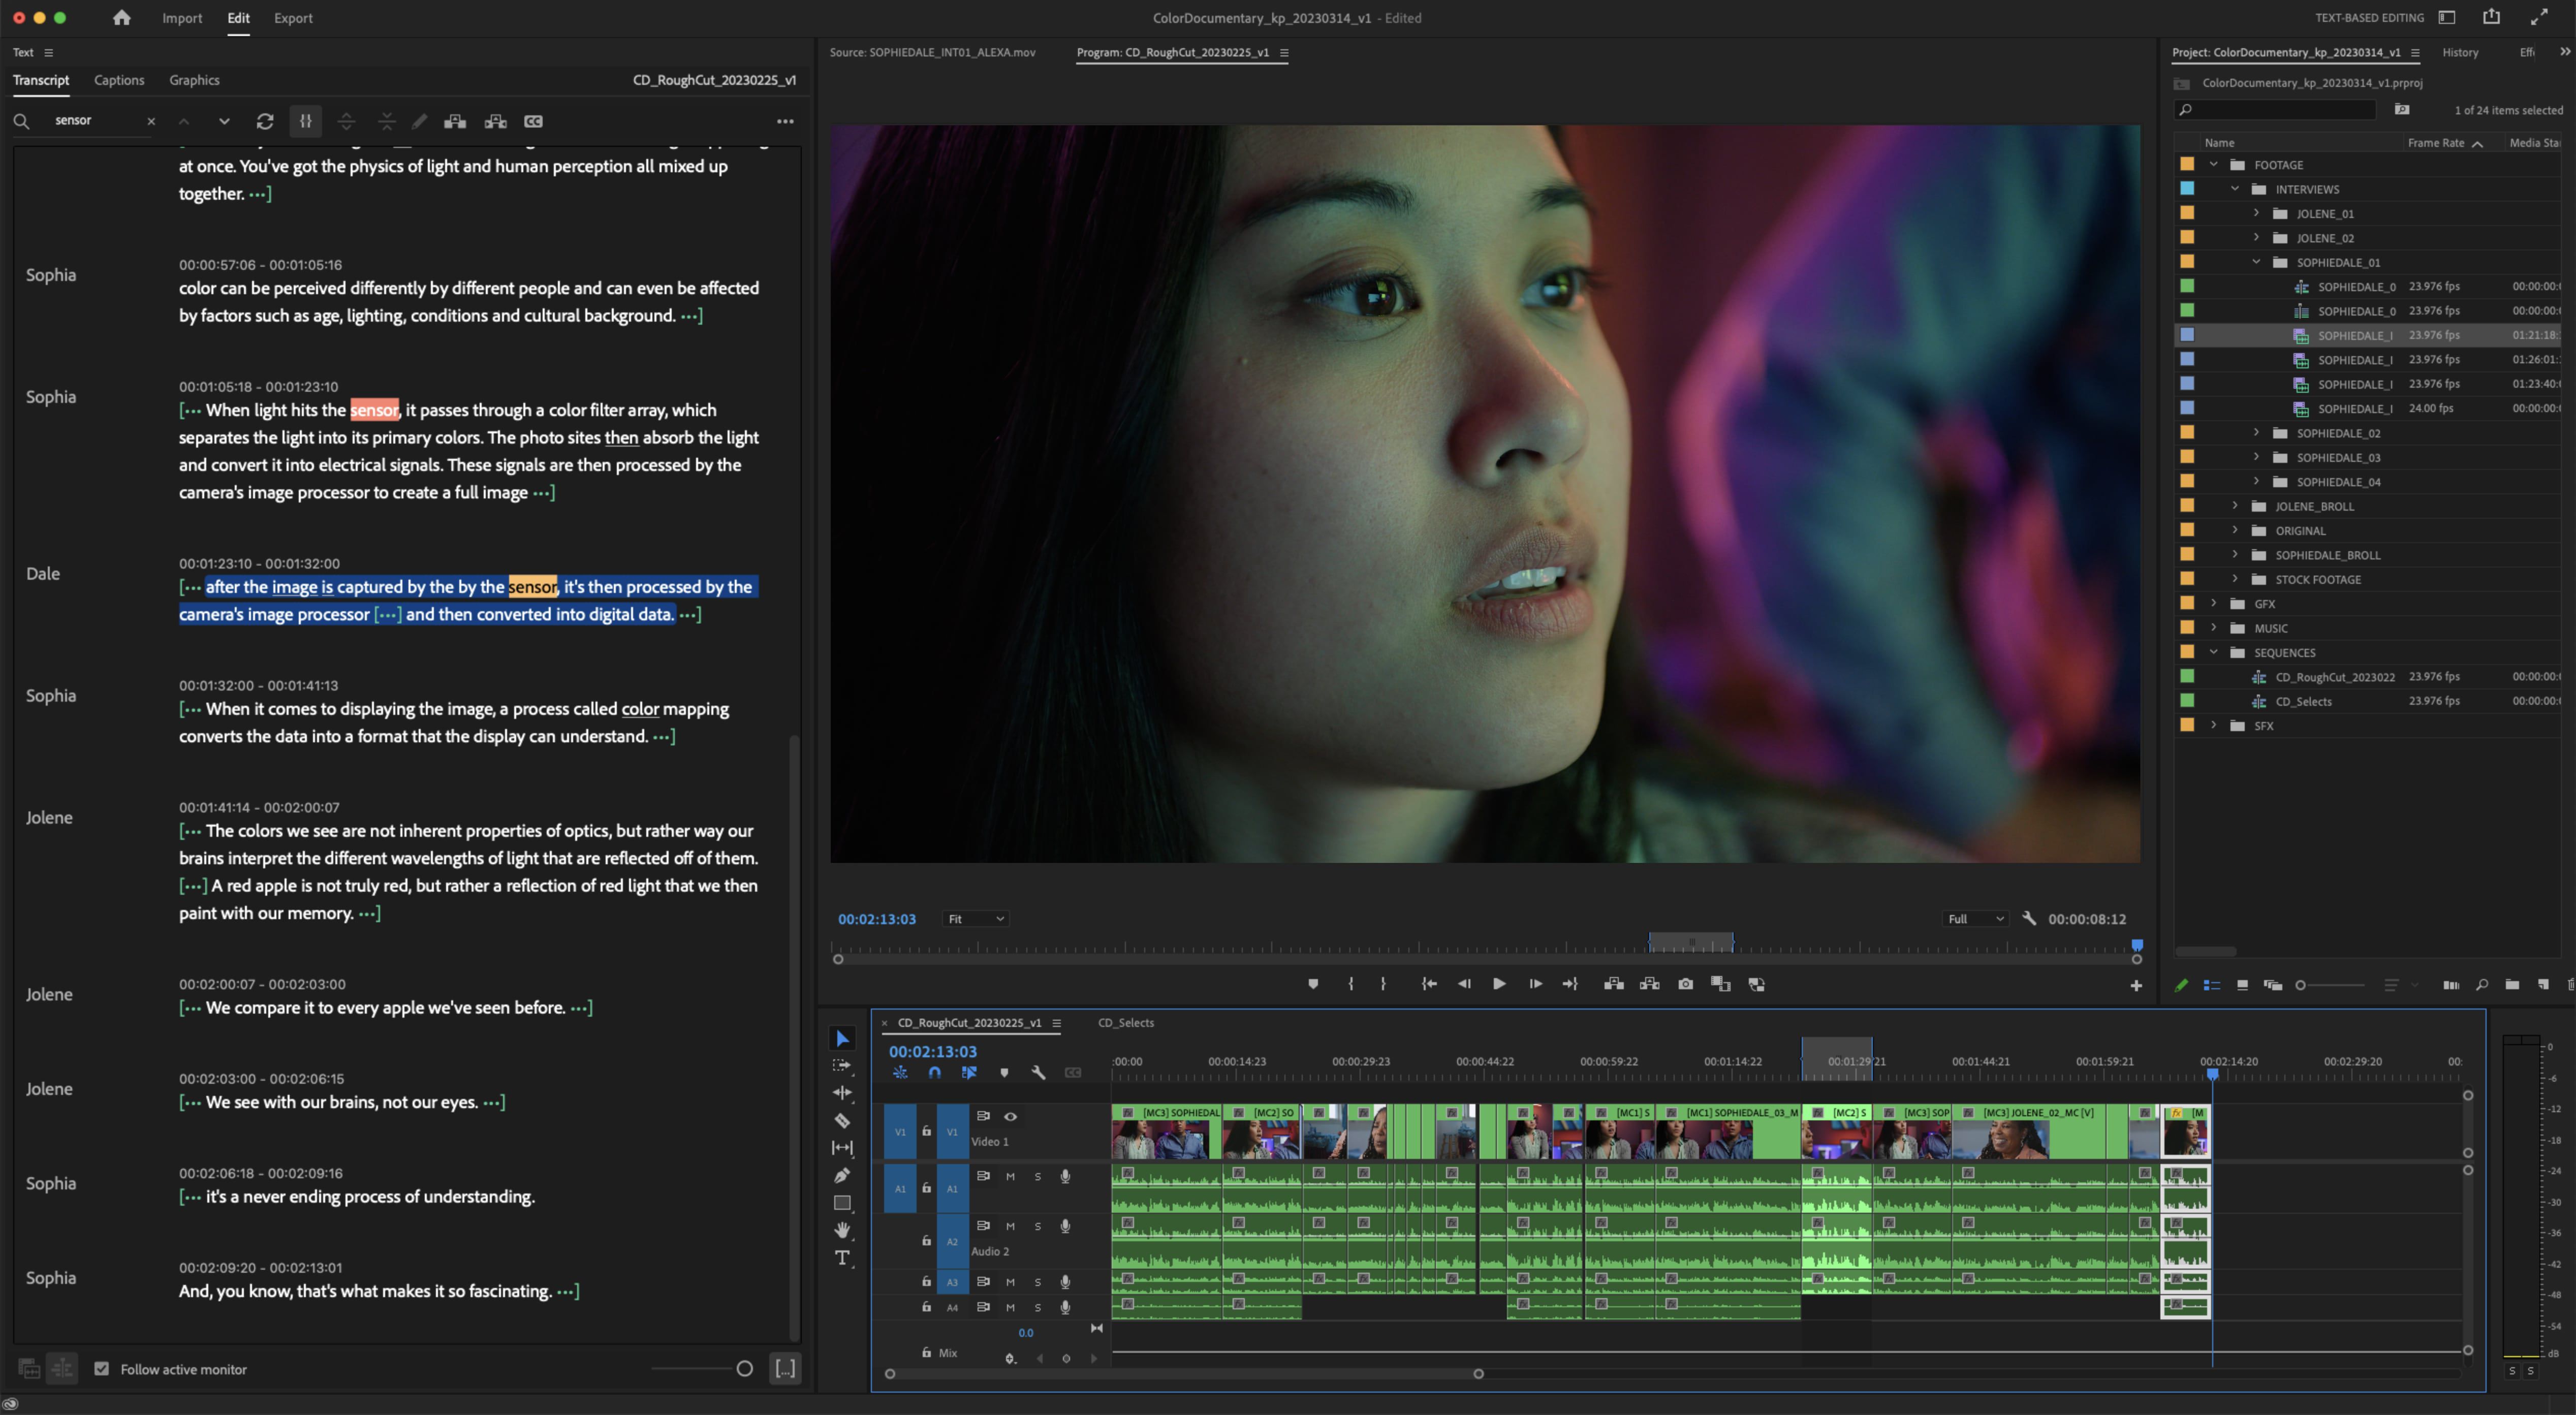 Import
Edit
Export
ColorDocumentary_kp_20230314_v1 - Edited
TEXT-BASED EDITING
Text
Transcript
Captions
Graphics
CD_RoughCut_20230225_v1
sensor
at once. You've got the physics of light and human perception all mixed up
together. ···]
Sophia
00:00:57:06 - 00:01:05:16
color can be perceived differently by different people and can even be affected
by factors such as age, lighting, conditions and cultural background. ···]
Sophia
00:01:05:18 - 00:01:23:10
[··· When light hits the sensor, it passes through a color filter array, which
separates the light into its primary colors. The photo sites then absorb the light
and convert it into electrical signals. These signals are then processed by the
camera's image processor to create a full image ···]
Dale
00:01:23:10 - 00:01:32:00
[··· after the image is captured by the by the sensor, it's then processed by the
camera's image processor [···] and then converted into digital data. ···]
Sophia
00:01:32:00 - 00:01:41:13
[··· When it comes to displaying the image, a process called color mapping
converts the data into a format that the display can understand. ···]
Jolene
00:01:41:14 - 00:02:00:07
[··· The colors we see are not inherent properties of optics, but rather way our
brains interpret the different wavelengths of light that are reflected off of them.
[···] A red apple is not truly red, but rather a reflection of red light that we then
paint with our memory. ···]
Jolene
00:02:00:07 - 00:02:03:00
[··· We compare it to every apple we've seen before. ···]
Jolene
00:02:03:00 - 00:02:06:15
[··· We see with our brains, not our eyes. ···]
Sophia
00:02:06:18 - 00:02:09:16
[··· it's a never ending process of understanding.
Sophia
00:02:09:20 - 00:02:13:01
And, you know, that's what makes it so fascinating. ···]
Follow active monitor
Source: SOPHIEDALE_INT01_ALEXA.mov
Program: CD_RoughCut_20230225_v1
00:02:13:03
Fit
Full
00:00:08:12
Project: ColorDocumentary_kp_20230314_v1
History
Eff
ColorDocumentary_kp_20230314_v1.prproj
1 of 24 items selected
Name
Frame Rate
Media Sta
FOOTAGE
INTERVIEWS
JOLENE_01
JOLENE_02
SOPHIEDALE_01
SOPHIEDALE_0 23.976 fps 00:00:00:
SOPHIEDALE_0 23.976 fps 00:00:00:
SOPHIEDALE_I 23.976 fps 01:21:18:
SOPHIEDALE_I 23.976 fps 01:26:01:
SOPHIEDALE_I 23.976 fps 01:23:40:
SOPHIEDALE_I 24.00 fps 00:00:00:
SOPHIEDALE_02
SOPHIEDALE_03
SOPHIEDALE_04
JOLENE_BROLL
ORIGINAL
SOPHIEDALE_BROLL
STOCK FOOTAGE
GFX
MUSIC
SEQUENCES
CD_RoughCut_2023022 23.976 fps 00:00:00:
CD_Selects 23.976 fps 00:00:00:
SFX
CD_RoughCut_20230225_v1
CD_Selects
00:02:13:03
:00:00 00:00:14:23 00:00:29:23 00:00:44:22 00:00:59:22 00:01:14:22 00:01:29:21 00:01:44:21 00:01:59:21 00:02:14:20 00:02:29:20 00:
V1 V1 Video 1
[MC3] SOPHIEDAL [MC2] SO [MC1] S [MC1] SOPHIEDALE_03_M [MC2] S [MC3] SOP [MC3] JOLENE_02_MC [V] [M
A1 A1 M S
A2 M S
Audio 2
A3 M S
A4 M S
0.0
Mix
0
-6
-12
-18
-24
-30
-36
-42
-48
-54
dB
S S